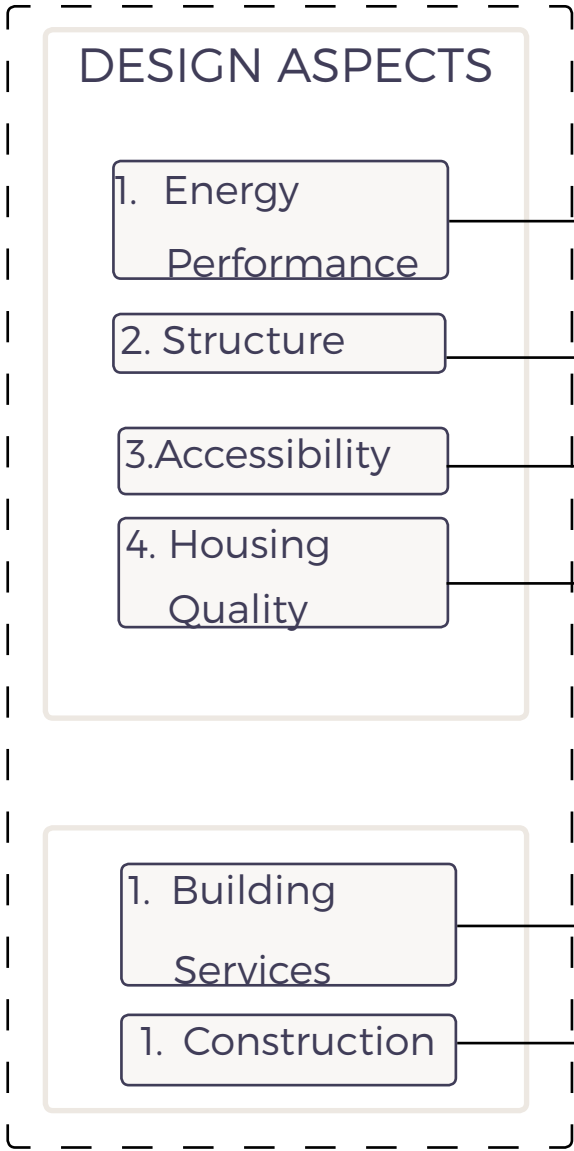 DESIGN ASPECTS
1. Energy
Performance
2. Structure
3.Accessibility
4. Housing
Quality
1. Building
Services
1. Construction